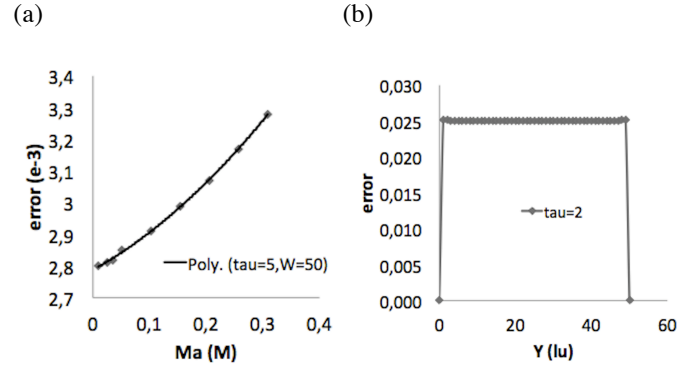 (a)
(b)
3,4
3,3
3,2
3,1
3
2,9
2,8
2,7
error (e-3)
Poly. (tau=5,W=50)
0 0,1 0,2 0,3 0,4
Ma (M)
0,030
0,025
0,020
0,015
0,010
0,005
0,000
error
tau=2
0 20 40 60
Y (lu)